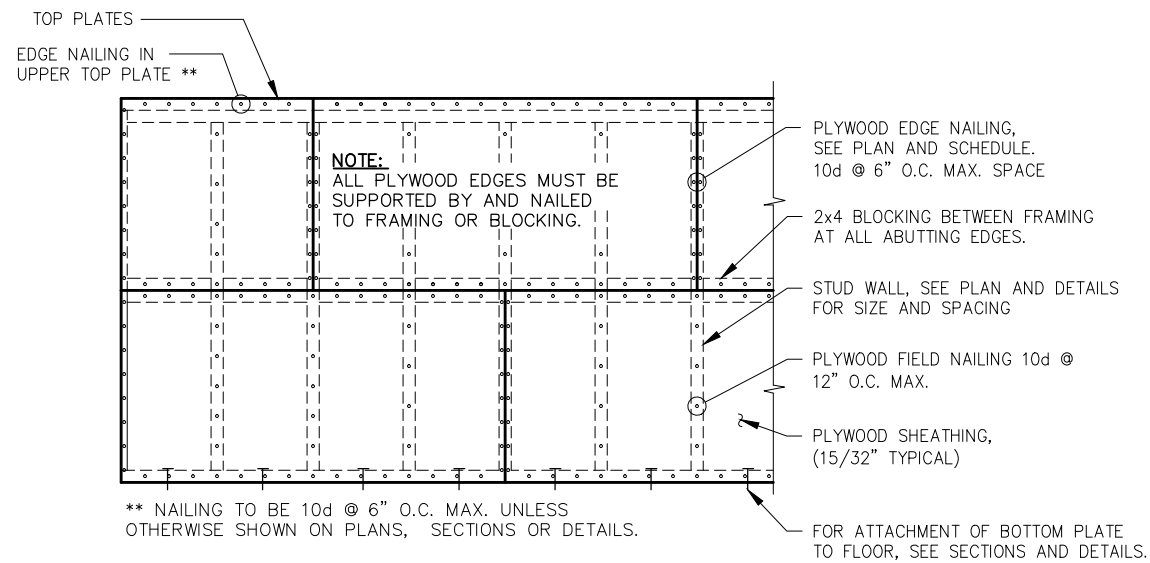 TOP PLATES
EDGE NAILING IN
UPPER TOP PLATE **
NOTE:
ALL PLYWOOD EDGES MUST BE
SUPPORTED BY AND NAILED
TO FRAMING OR BLOCKING.
PLYWOOD EDGE NAILING,
SEE PLAN AND SCHEDULE.
10d @ 6" O.C. MAX. SPACE
2x4 BLOCKING BETWEEN FRAMING
AT ALL ABUTTING EDGES.
STUD WALL, SEE PLAN AND DETAILS
FOR SIZE AND SPACING
PLYWOOD FIELD NAILING 10d @
12" O.C. MAX.
PLYWOOD SHEATHING,
(15/32" TYPICAL)
** NAILING TO BE 10d @ 6" O.C. MAX. UNLESS
OTHERWISE SHOWN ON PLANS, SECTIONS OR DETAILS.
FOR ATTACHMENT OF BOTTOM PLATE
TO FLOOR, SEE SECTIONS AND DETAILS.